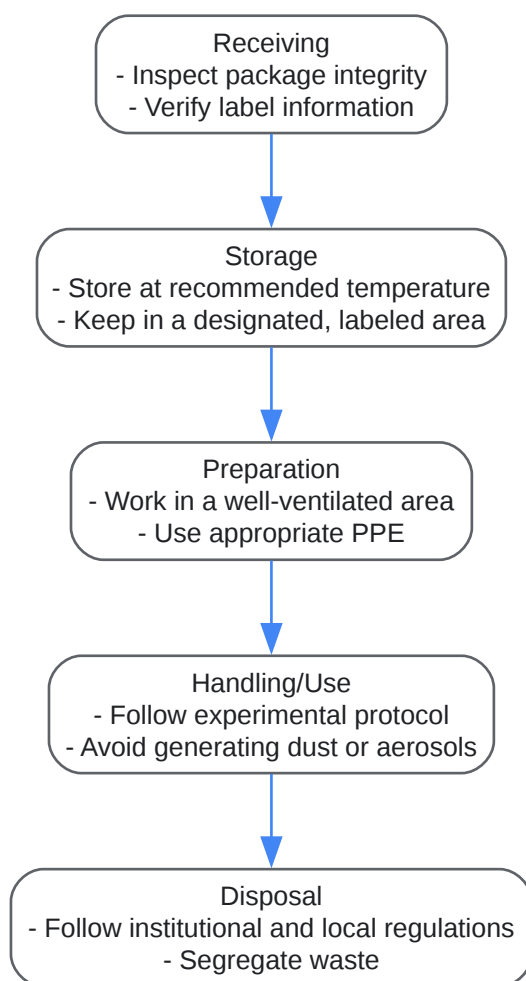 Receiving
- Inspect package integrity
- Verify label information
Storage
- Store at recommended temperature
- Keep in a designated, labeled area
Preparation
- Work in a well-ventilated area
- Use appropriate PPE
Handling/Use
- Follow experimental protocol
- Avoid generating dust or aerosols
Disposal
- Follow institutional and local regulations
- Segregate waste